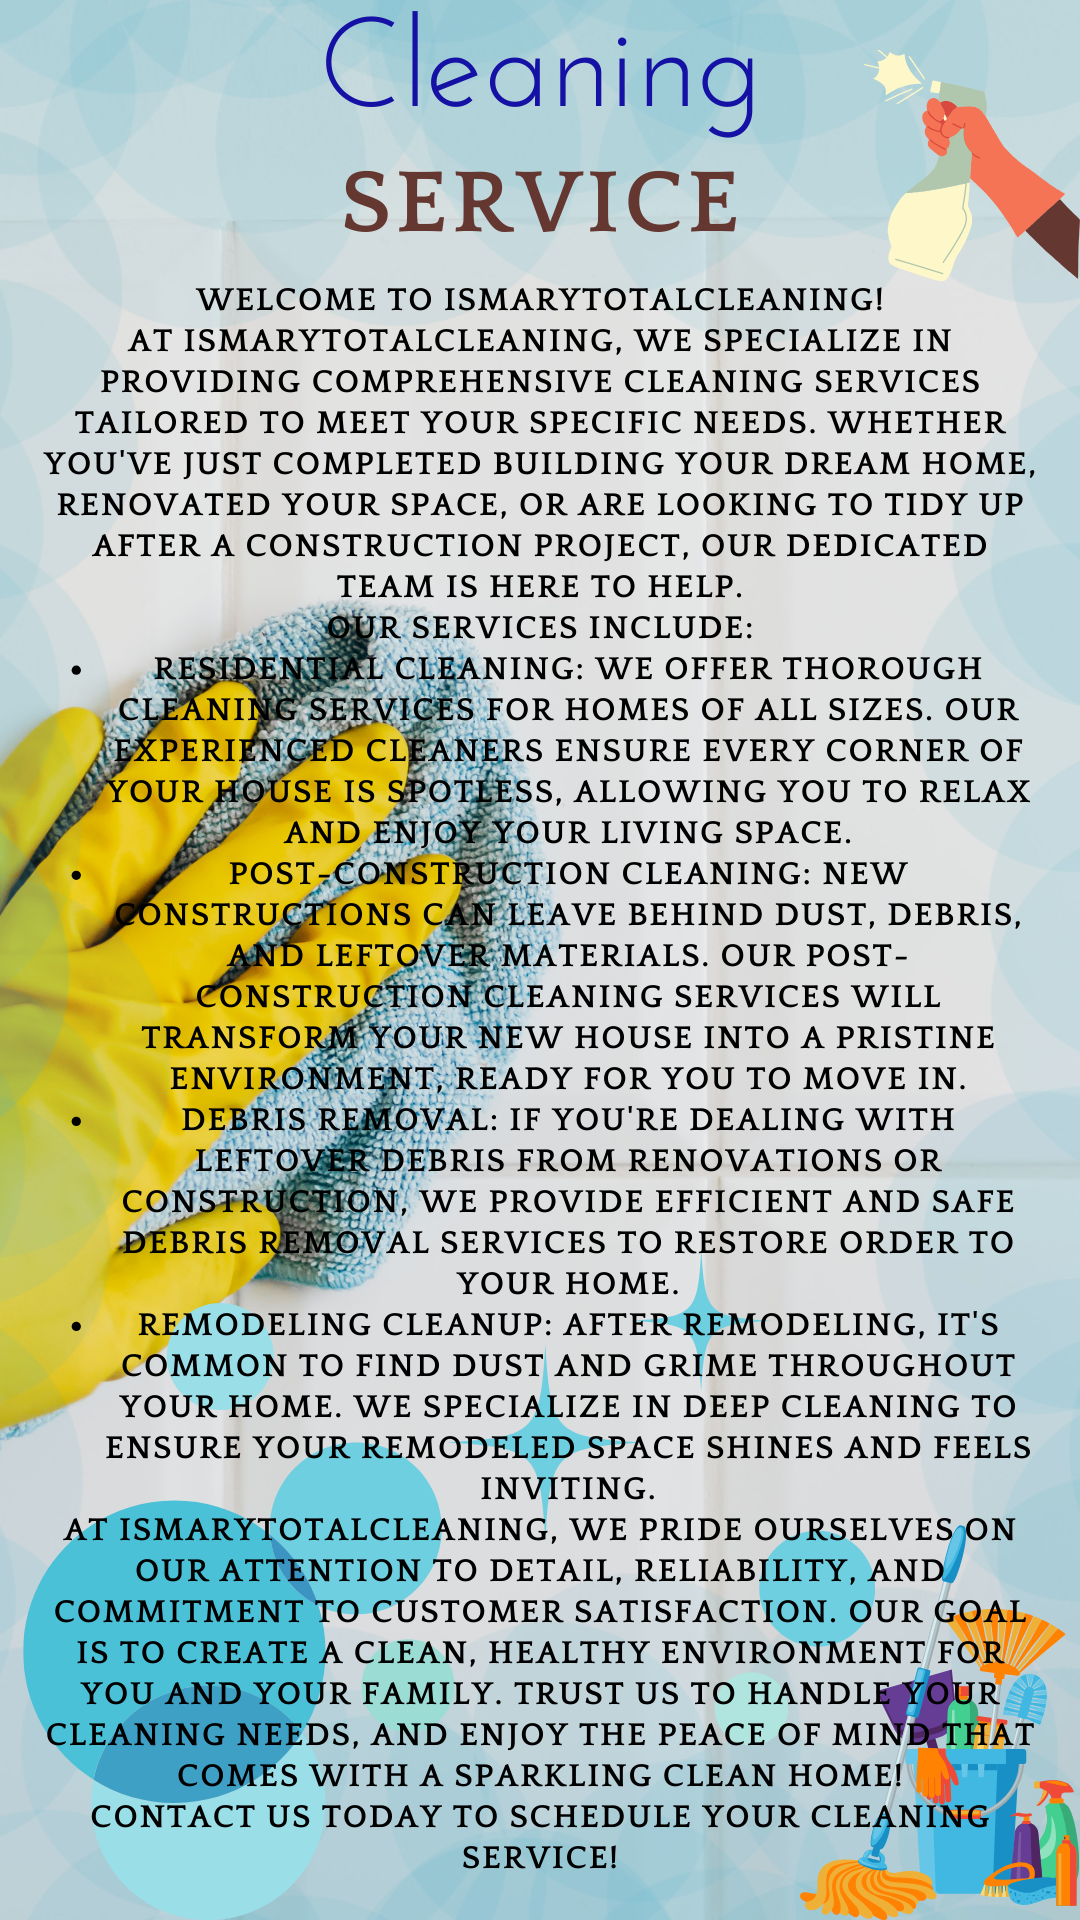 Cleaning
SERVICE
WELCOME TO ISMARYTOTALCLEANING!
AT ISMARYTOTALCLEANING, WE SPECIALIZE IN
PROVIDING COMPREHENSIVE CLEANING SERVICES
TAILORED TO MEET YOUR SPECIFIC NEEDS. WHETHER
YOU'VE JUST COMPLETED BUILDING YOUR DREAM HOME,
RENOVATED YOUR SPACE, OR ARE LOOKING TO TIDY UP
AFTER A CONSTRUCTION PROJECT, OUR DEDICATED
TEAM IS HERE TO HELP.
OUR SERVICES INCLUDE:
• RESIDENTIAL CLEANING: WE OFFER THOROUGH
CLEANING SERVICES FOR HOMES OF ALL SIZES. OUR
EXPERIENCED CLEANERS ENSURE EVERY CORNER OF
YOUR HOUSE IS SPOTLESS, ALLOWING YOU TO RELAX
AND ENJOY YOUR LIVING SPACE.
• POST-CONSTRUCTION CLEANING: NEW
CONSTRUCTIONS CAN LEAVE BEHIND DUST, DEBRIS,
AND LEFTOVER MATERIALS. OUR POST-
CONSTRUCTION CLEANING SERVICES WILL
TRANSFORM YOUR NEW HOUSE INTO A PRISTINE
ENVIRONMENT, READY FOR YOU TO MOVE IN.
• DEBRIS REMOVAL: IF YOU'RE DEALING WITH
LEFTOVER DEBRIS FROM RENOVATIONS OR
CONSTRUCTION, WE PROVIDE EFFICIENT AND SAFE
DEBRIS REMOVAL SERVICES TO RESTORE ORDER TO
YOUR HOME.
• REMODELING CLEANUP: AFTER REMODELING, IT'S
COMMON TO FIND DUST AND GRIME THROUGHOUT
YOUR HOME. WE SPECIALIZE IN DEEP CLEANING TO
ENSURE YOUR REMODELED SPACE SHINES AND FEELS
INVITING.
AT ISMARYTOTALCLEANING, WE PRIDE OURSELVES ON
OUR ATTENTION TO DETAIL, RELIABILITY, AND
COMMITMENT TO CUSTOMER SATISFACTION. OUR GOAL
IS TO CREATE A CLEAN, HEALTHY ENVIRONMENT FOR
YOU AND YOUR FAMILY. TRUST US TO HANDLE YOUR
CLEANING NEEDS, AND ENJOY THE PEACE OF MIND THAT
COMES WITH A SPARKLING CLEAN HOME!
CONTACT US TODAY TO SCHEDULE YOUR CLEANING
SERVICE!